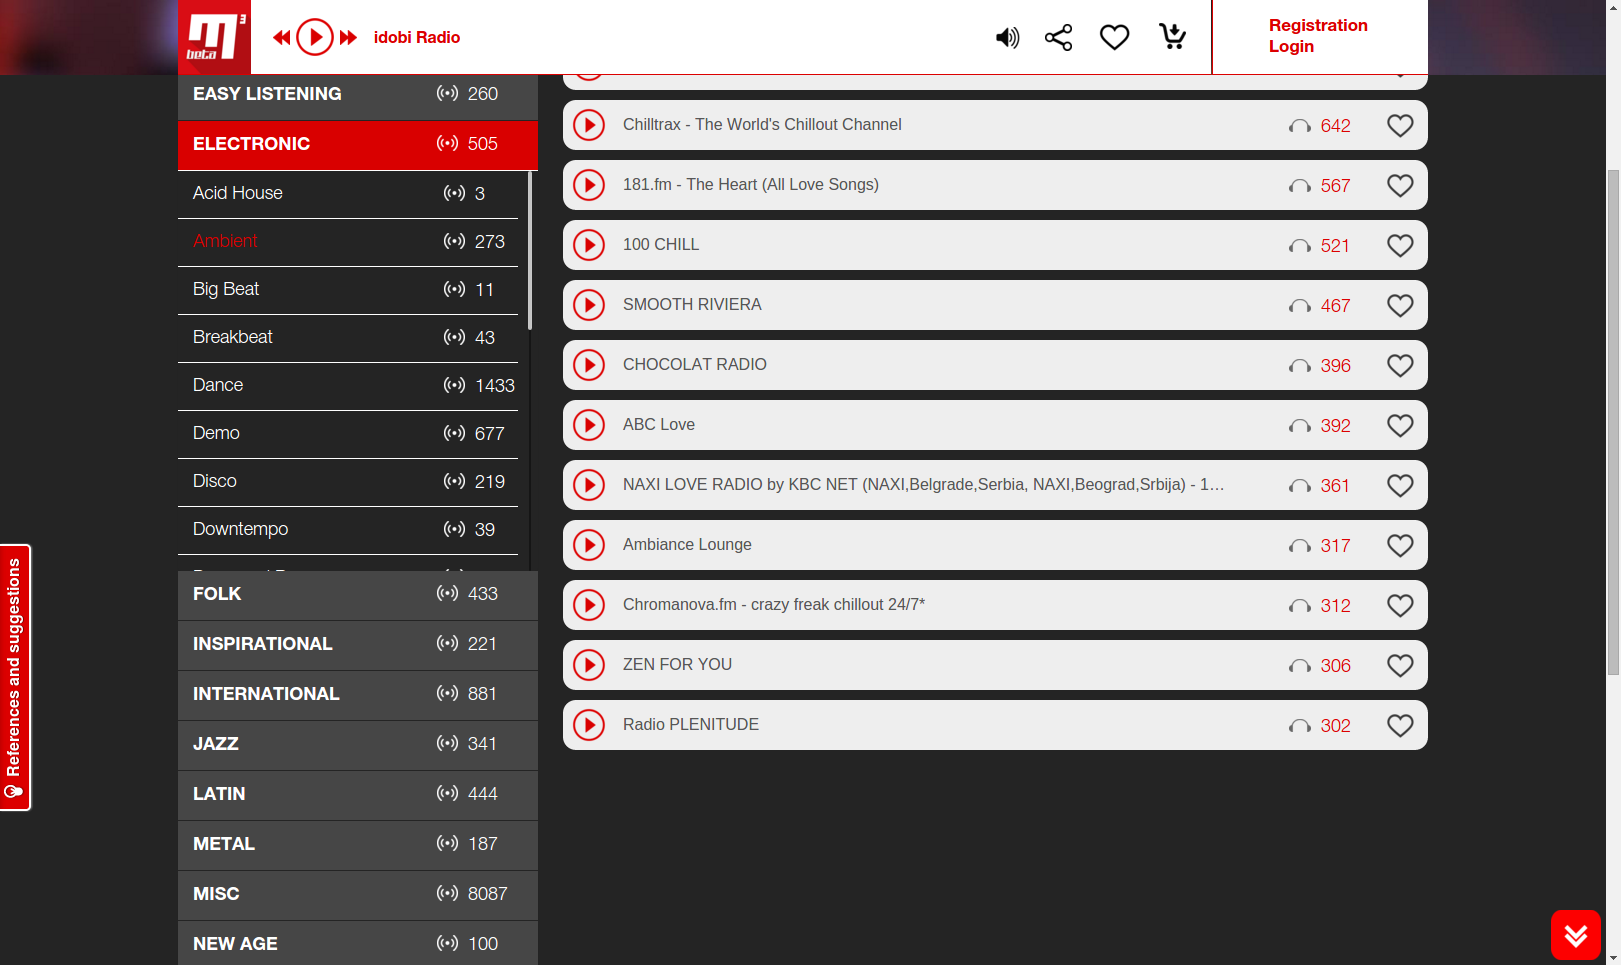 3
beta
idobi Radio
Registration
Login
EASY LISTENING 260
ELECTRONIC 505
Acid House 3
Ambient 273
Big Beat 11
Breakbeat 43
Dance 1433
Demo 677
Disco 219
Downtempo 39
FOLK 433
INSPIRATIONAL 221
INTERNATIONAL 881
JAZZ 341
LATIN 444
METAL 187
MISC 8087
NEW AGE 100
Chilltrax - The World's Chillout Channel 642
181.fm - The Heart (All Love Songs) 567
100 CHILL 521
SMOOTH RIVIERA 467
CHOCOLAT RADIO 396
ABC Love 392
NAXI LOVE RADIO by KBC NET (NAXI,Belgrade,Serbia, NAXI,Beograd,Srbija) - 1... 361
Ambiance Lounge 317
Chromanova.fm - crazy freak chillout 24/7* 312
ZEN FOR YOU 306
Radio PLENITUDE 302
References and suggestions